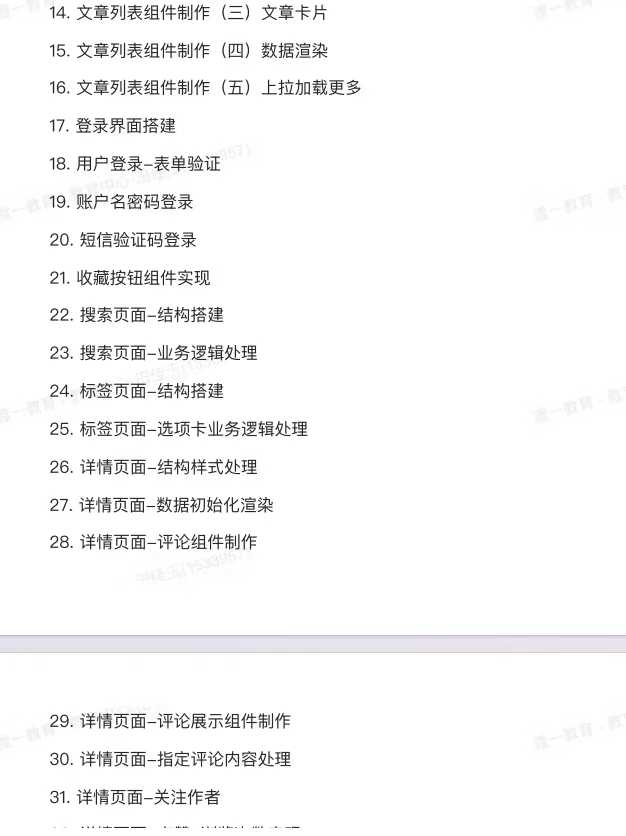 14. 文章列表组件制作（三）文章卡片
15. 文章列表组件制作（四）数据渲染
16. 文章列表组件制作（五）上拉加载更多
17. 登录界面搭建
18. 用户登录–表单验证
19. 账户名密码登录
20. 短信验证码登录
21. 收藏按钮组件实现
22. 搜索页面–结构搭建
23. 搜索页面–业务逻辑处理
24. 标签页面–结构搭建
25. 标签页面–选项卡业务逻辑处理
26. 详情页面–结构样式处理
27. 详情页面–数据初始化渲染
28. 详情页面–评论组件制作
29. 详情页面–评论展示组件制作
30. 详情页面–指定评论内容处理
31. 详情页面–关注作者